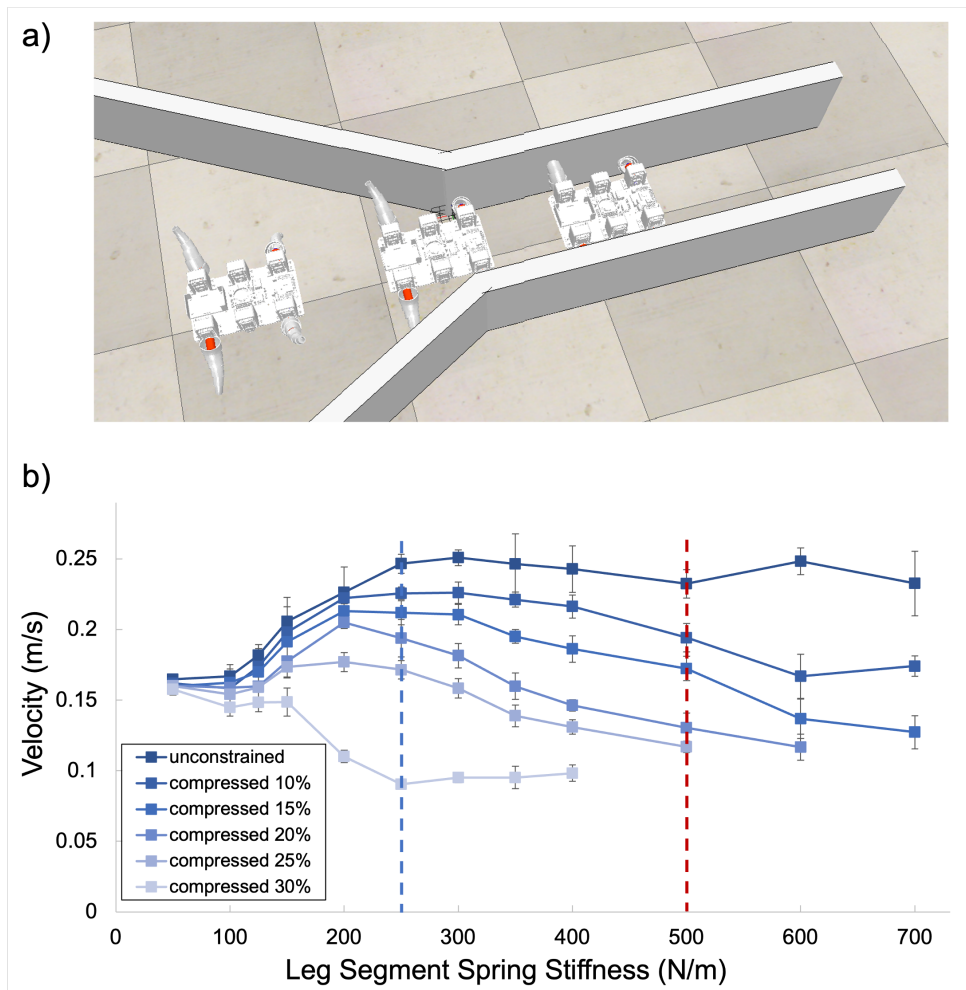 a)
b)
Velocity (m/s)
0.25
0.2
0.15
0.1
0.05
0
unconstrained
compressed 10%
compressed 15%
compressed 20%
compressed 25%
compressed 30%
0 100 200 300 400 500 600 700
Leg Segment Spring Stiffness (N/m)